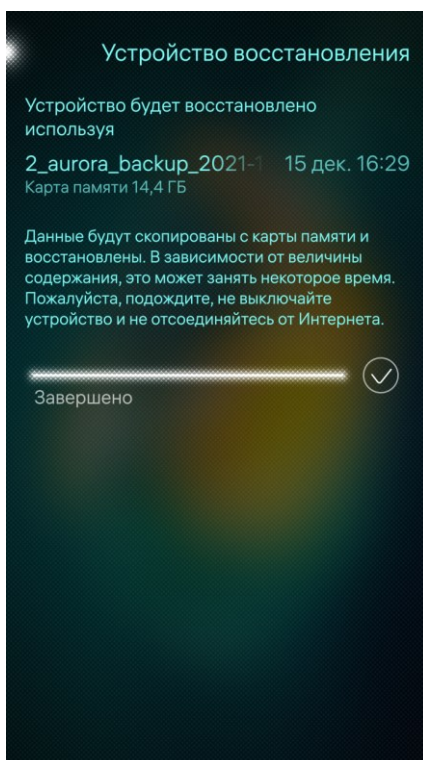 Устройство восстановления
Устройство будет восстановлено
используя
2_aurora_backup_2021-1 15 дек. 16:29
Карта памяти 14,4 ГБ
Данные будут скопированы с карты памяти и
восстановлены. В зависимости от величины
содержания, это может занять некоторое время.
Пожалуйста, подождите, не выключайте
устройство и не отсоединяйтесь от Интернета.
Завершено